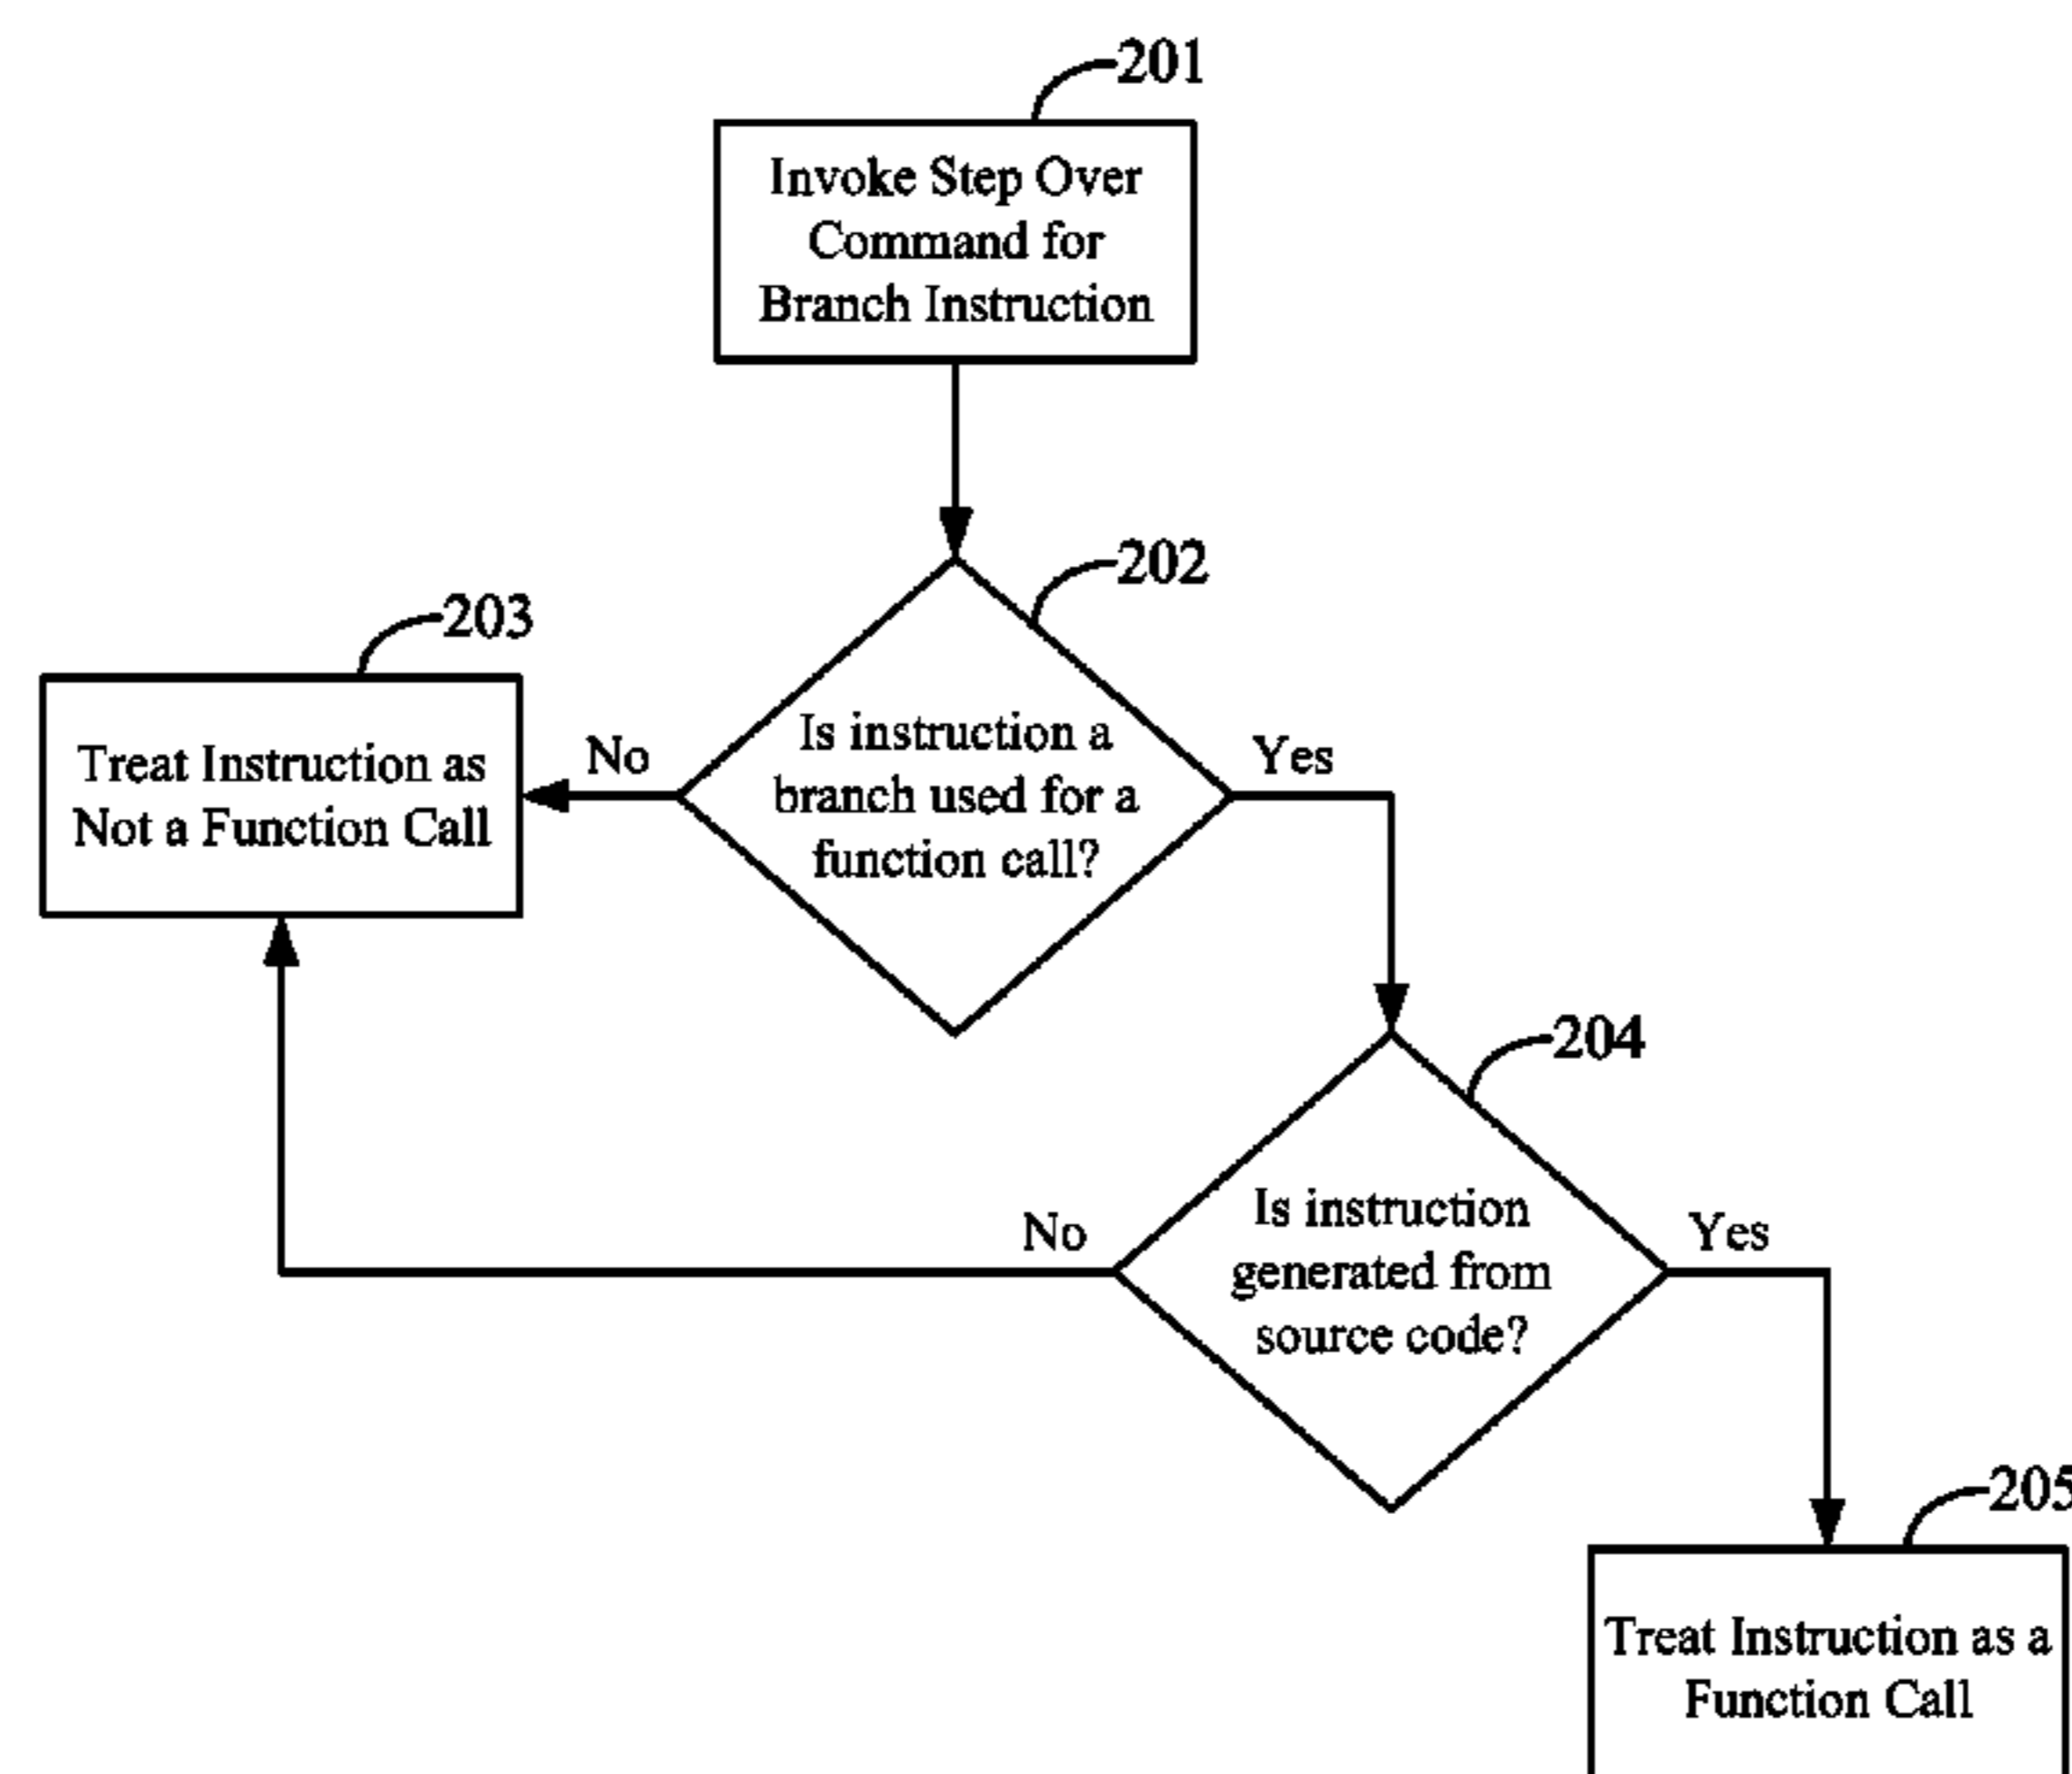 201
Invoke Step Over
Command for
Branch Instruction
202
Is instruction a
branch used for a
function call?
No
Yes
203
Treat Instruction as
Not a Function Call
204
Is instruction
generated from
source code?
No
Yes
205
Treat Instruction as a
Function Call